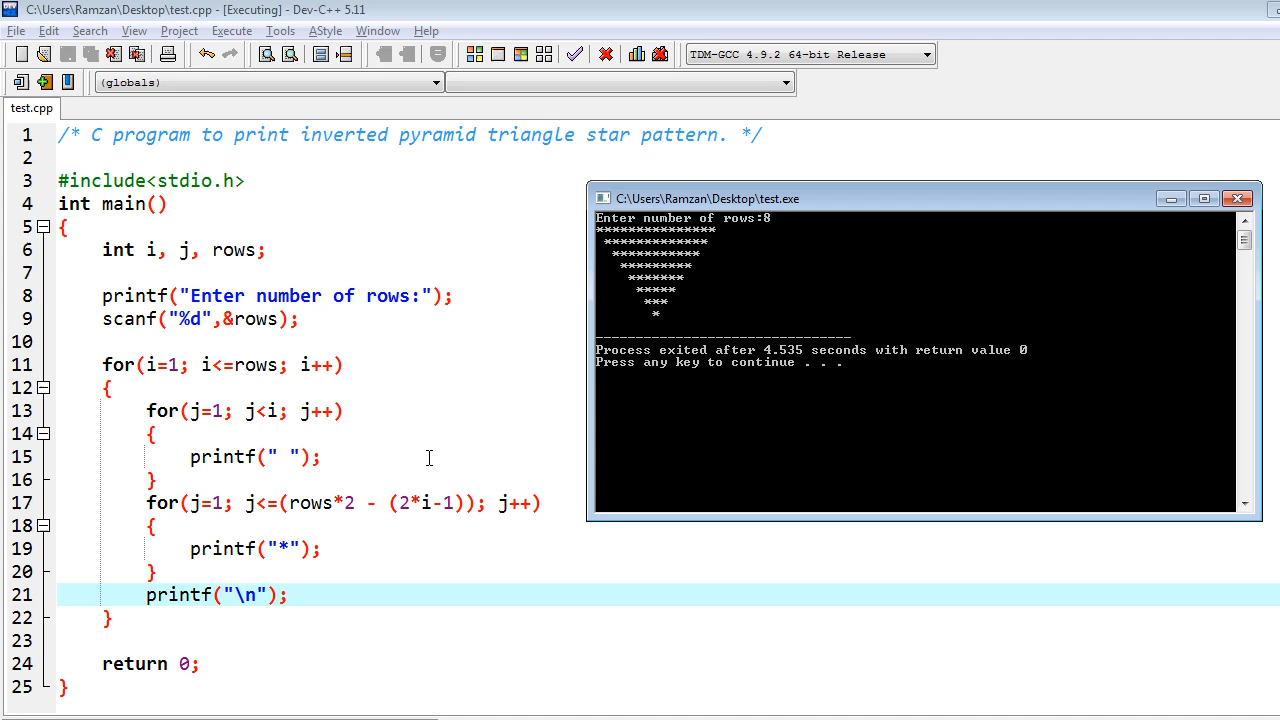 C:\Users\Ramzan\Desktop\test.cpp - [Executing] - Dev-C++ 5.11
File Edit Search View Project Execute Tools AStyle Window Help
TDM-GCC 4.9.2 64-bit Release
(globals)
test.cpp
1 /* C program to print inverted pyramid triangle star pattern. */
2
3 #include<stdio.h>
4 int main()
5 {
6 int i, j, rows;
7
8 printf("Enter number of rows:");
9 scanf("%d",&rows);
10
11 for(i=1; i<=rows; i++)
12 {
13 for(j=1; j<i; j++)
14 {
15 printf(" ");
16 }
17 for(j=1; j<=(rows*2 - (2*i-1)); j++)
18 {
19 printf("*");
20 }
21 printf("\n");
22 }
23
24 return 0;
25 }
C:\Users\Ramzan\Desktop\test.exe
Enter number of rows:8
***************
 *************
  ***********
   *********
    *******
     *****
      ***
       *
--------------------------------
Process exited after 4.535 seconds with return value 0
Press any key to continue . . .